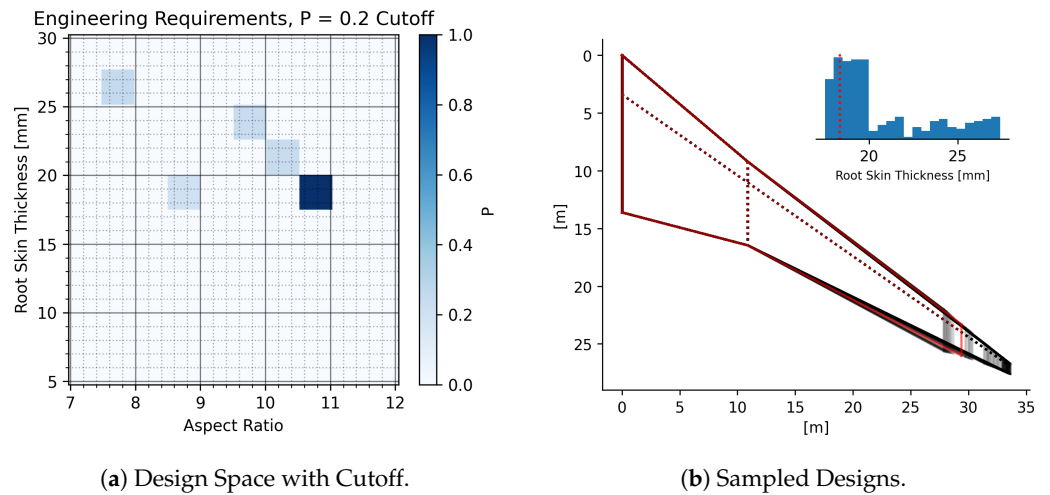 Engineering Requirements, P = 0.2 Cutoff
30
25
20
15
10
5
Root Skin Thickness [mm]
7 8 9 10 11 12
Aspect Ratio
1.0
0.8
0.6
0.4
0.2
0.0
P
(a) Design Space with Cutoff.
0
5
10
15
20
25
[m]
20 25
Root Skin Thickness [mm]
0 5 10 15 20 25 30 35
[m]
(b) Sampled Designs.